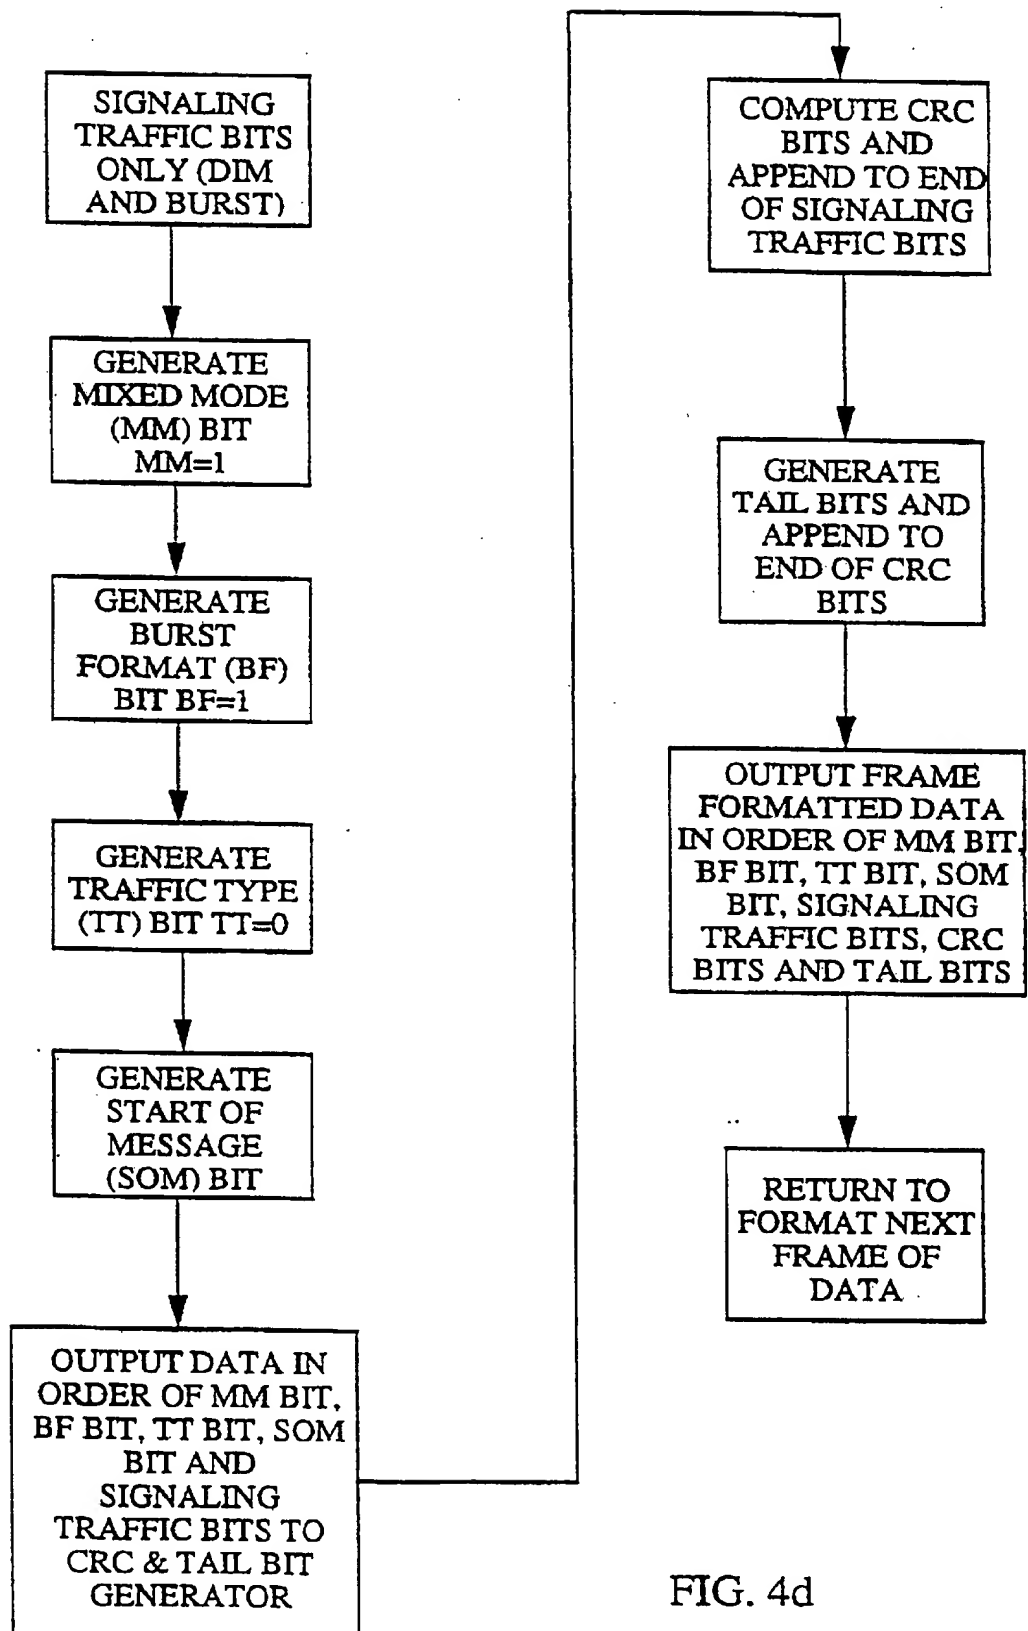 SIGNALING
TRAFFIC BITS
ONLY (DIM
AND BURST)
GENERATE
MIXED MODE
(MM) BIT
MM=1
GENERATE
BURST
FORMAT (BF)
BIT BF=1
GENERATE
TRAFFIC TYPE
(TT) BIT TT=0
GENERATE
START OF
MESSAGE
(SOM) BIT
OUTPUT DATA IN
ORDER OF MM BIT,
BF BIT, TT BIT, SOM
BIT AND
SIGNALING
TRAFFIC BITS TO
CRC & TAIL BIT
GENERATOR
COMPUTE CRC
BITS AND
APPEND TO END
OF SIGNALING
TRAFFIC BITS
GENERATE
TAIL BITS AND
APPEND TO
END OF CRC
BITS
OUTPUT FRAME
FORMATTED DATA
IN ORDER OF MM BIT,
BF BIT, TT BIT, SOM
BIT, SIGNALING
TRAFFIC BITS, CRC
BITS AND TAIL BITS
RETURN TO
FORMAT NEXT
FRAME OF
DATA
FIG. 4d